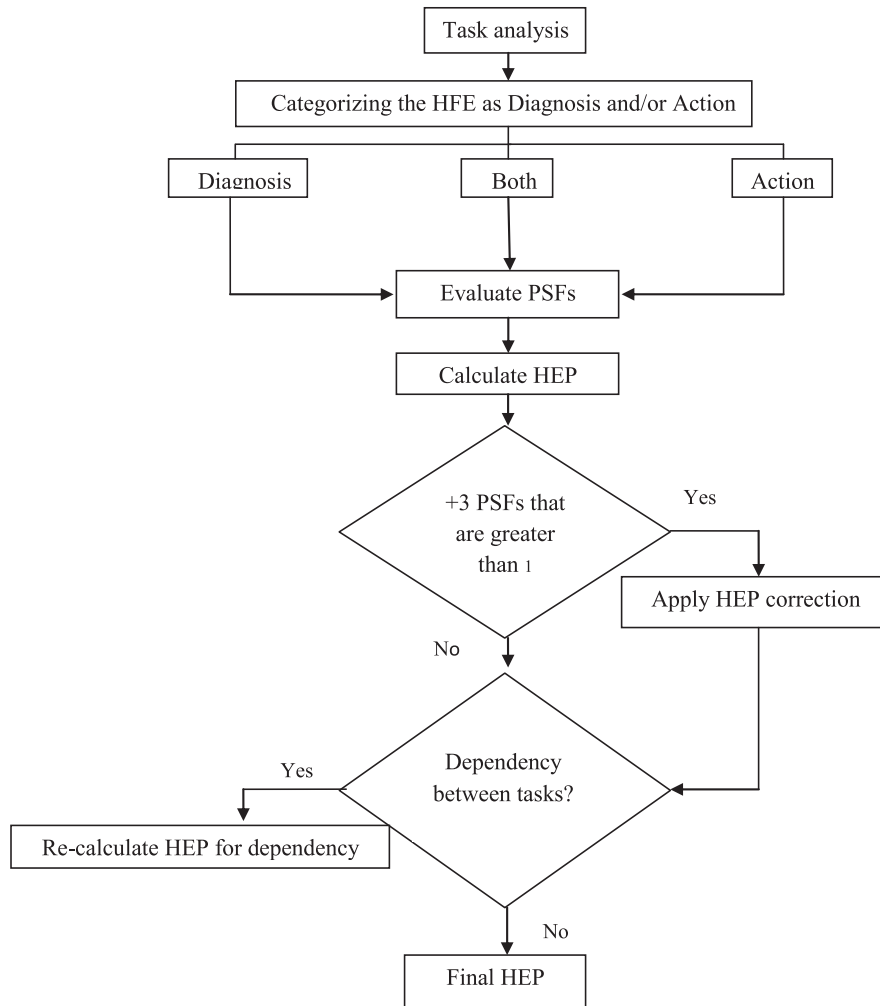 Task analysis
Categorizing the HFE as Diagnosis and/or Action
Diagnosis
Both
Action
Evaluate PSFs
Calculate HEP
+3 PSFs that
are greater
than 1
Yes
Apply HEP correction
No
Dependency
between tasks?
Yes
Re-calculate HEP for dependency
No
Final HEP